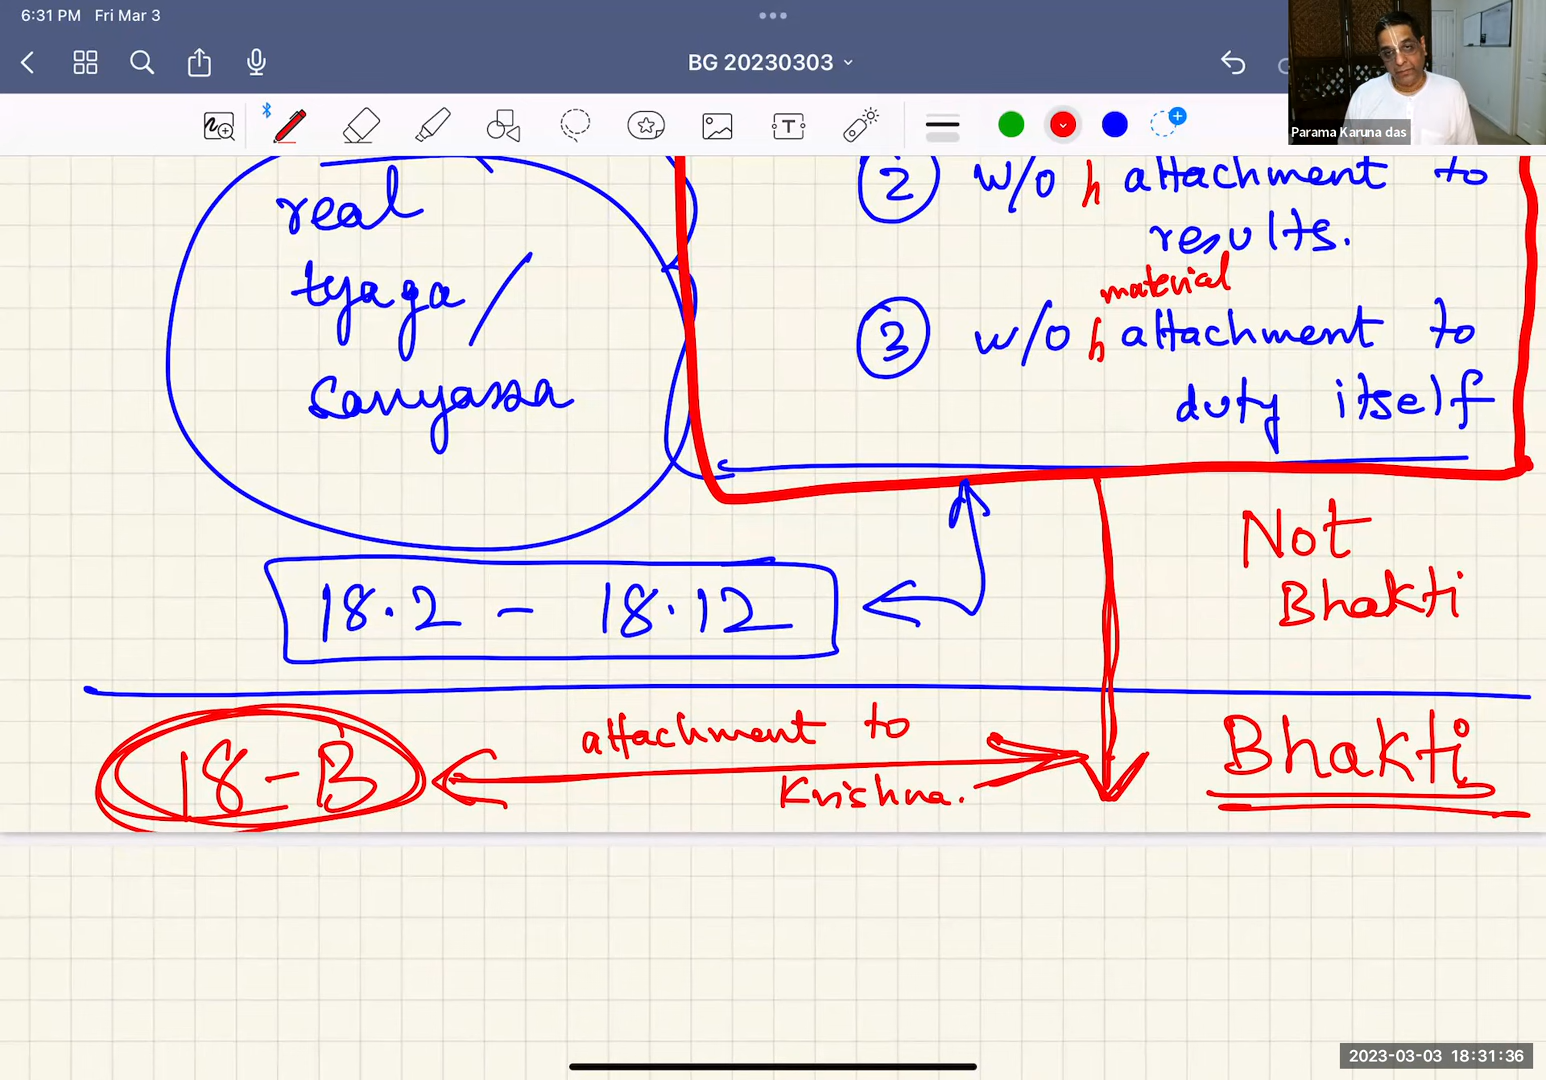 6:31 PM Fri Mar 3
BG 20230303
Parama Karuna das
real
tyaga/
sanyassa
2 w/o attachment to
results.
material
3 w/o attachment to
duty itself
Not
Bhakti
18.2 - 18.12
18-B
attachment to
Krishna.
Bhakti
2023-03-03 18:31:36